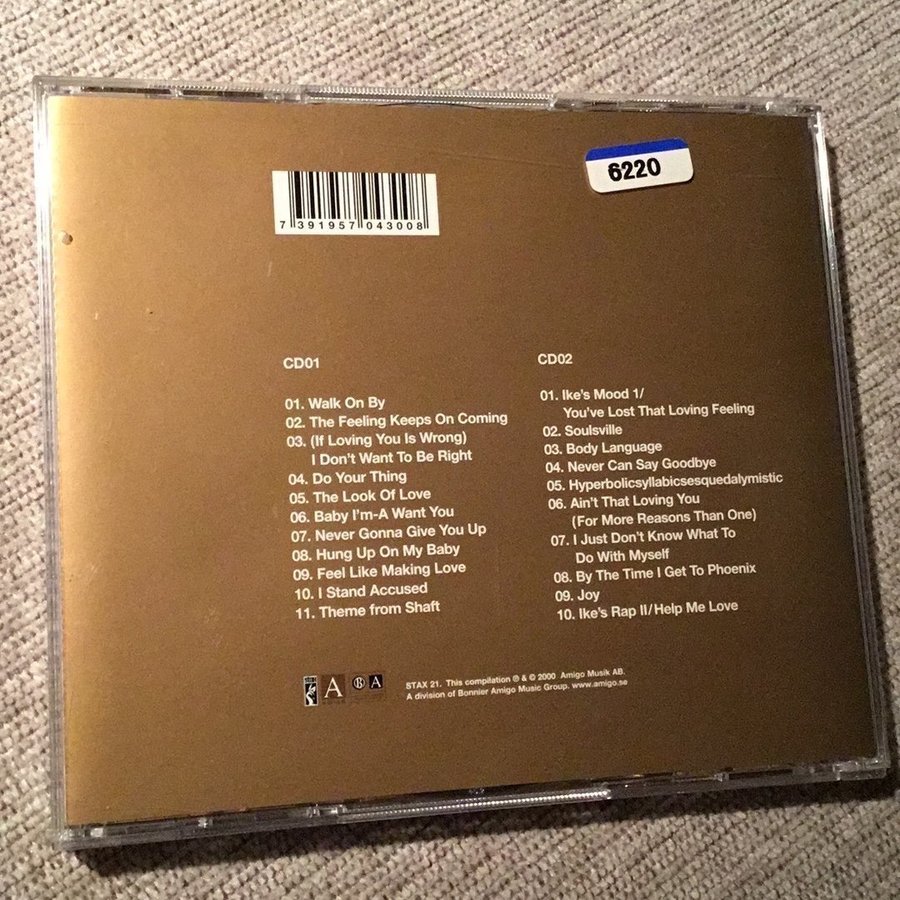 6220
7 391957 043008
CD01
01. Walk On By
02. The Feeling Keeps On Coming
03. (If Loving You Is Wrong)
I Don't Want To Be Right
04. Do Your Thing
05. The Look Of Love
06. Baby I'm-A Want You
07. Never Gonna Give You Up
08. Hung Up On My Baby
09. Feel Like Making Love
10. I Stand Accused
11. Theme from Shaft
CD02
01. Ike's Mood 1/
You've Lost That Loving Feeling
02. Soulsville
03. Body Language
04. Never Can Say Goodbye
05. Hyperbolicsyllabicsesquedalymistic
06. Ain't That Loving You
(For More Reasons Than One)
07. I Just Don't Know What To
Do With Myself
08. By The Time I Get To Phoenix
09. Joy
10. Ike's Rap II/Help Me Love
A
B A
STAX 21. This compilation ℗ & © 2000 Amigo Musik AB.
A division of Bonnier Amigo Music Group. www.amigo.se